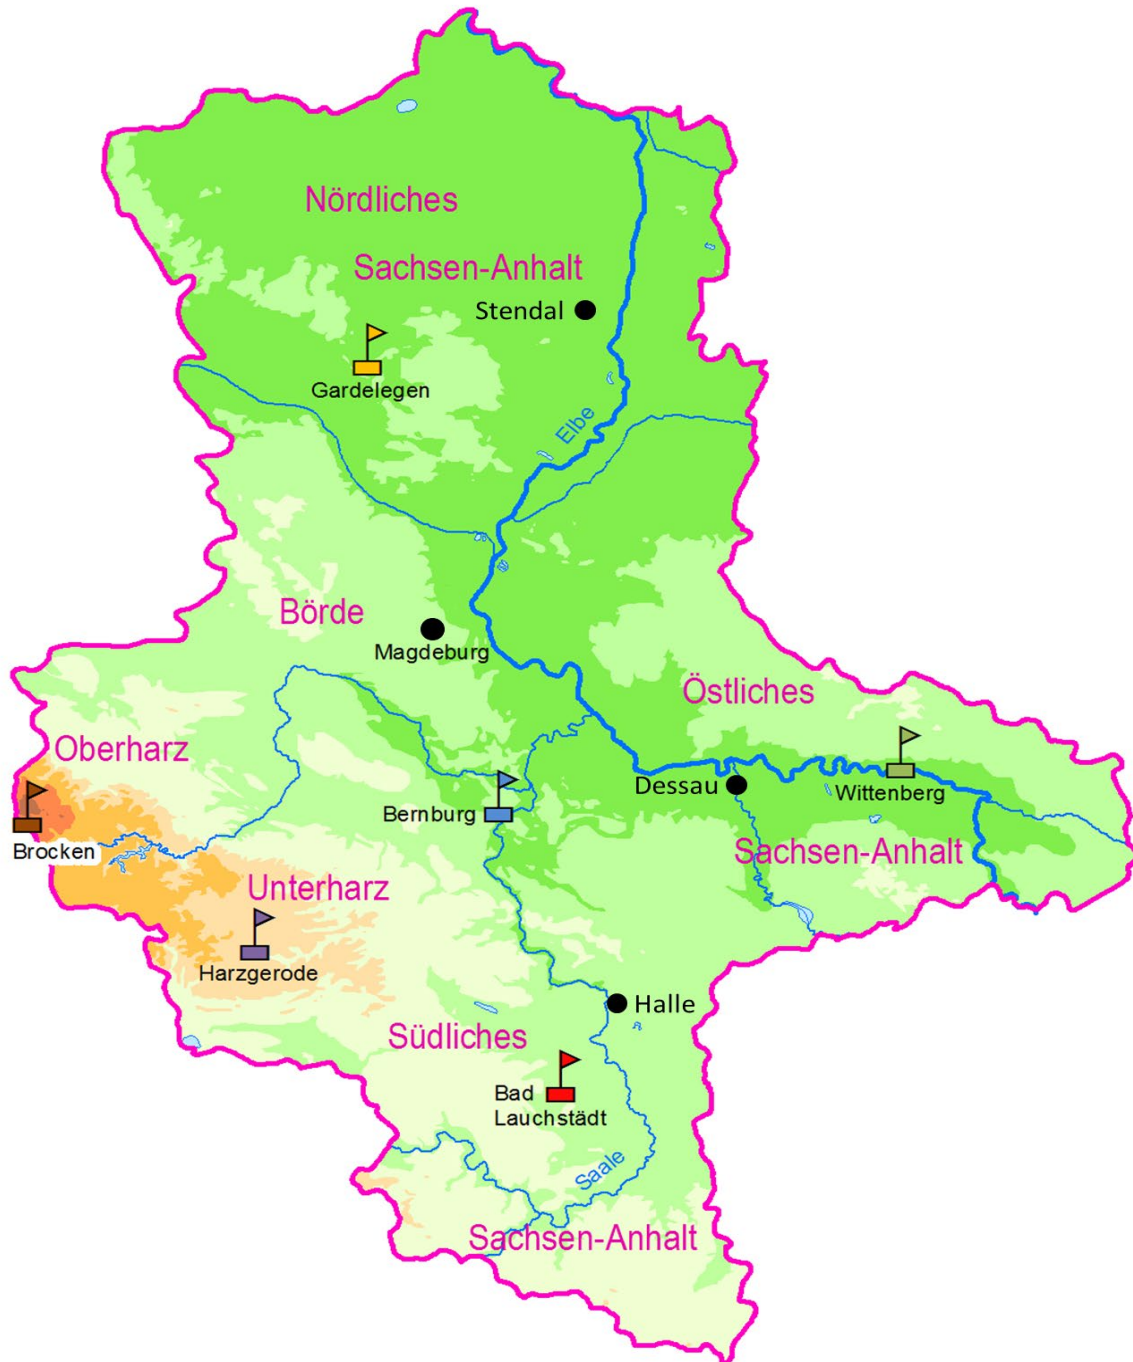 Nördliches
Sachsen-Anhalt
Stendal
Gardelegen
Elbe
Börde
Magdeburg
Östliches
Oberharz
Dessau
Wittenberg
Bernburg
Brocken
Sachsen-Anhalt
Unterharz
Harzgerode
Halle
Südliches
Bad
Lauchstädt
Saale
Sachsen-Anhalt